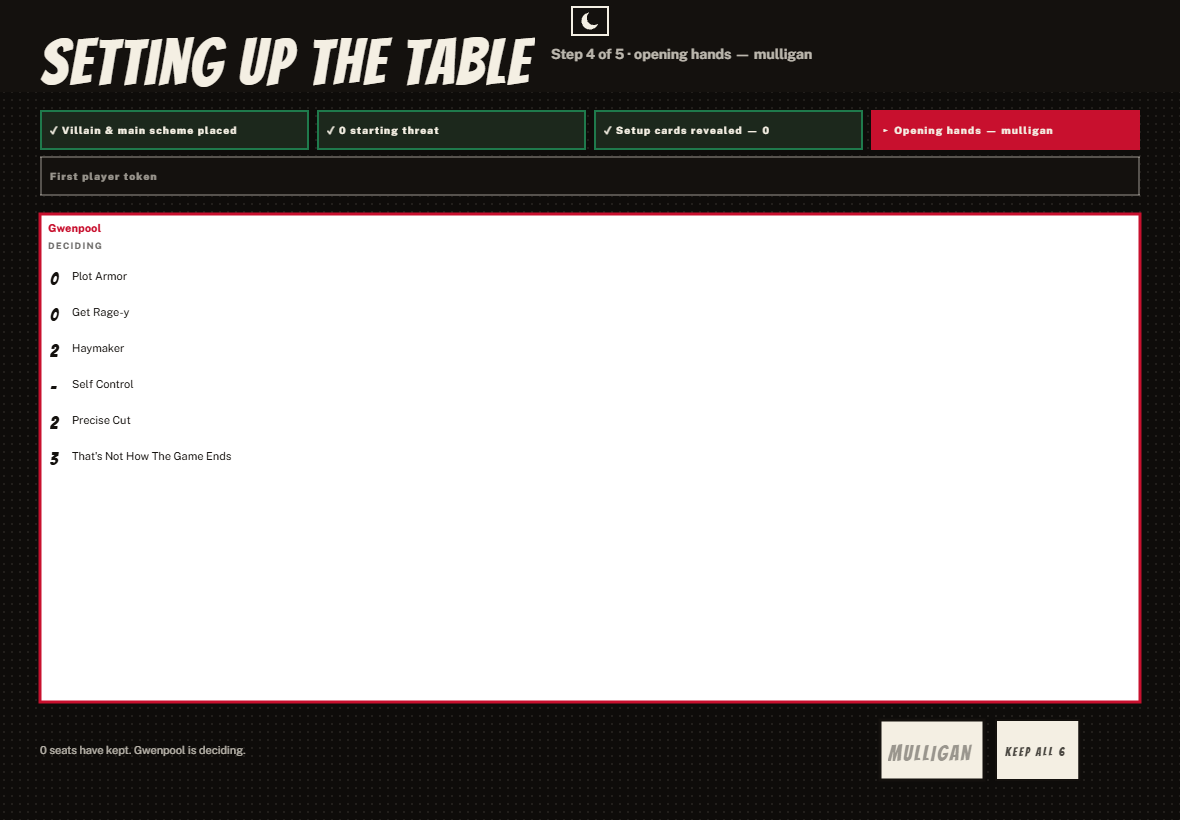 SETTING UP THE TABLE
Step 4 of 5 · opening hands — mulligan
✓ Villain & main scheme placed
✓ 0 starting threat
✓ Setup cards revealed — 0
► Opening hands — mulligan
First player token
Gwenpool
DECIDING
0 Plot Armor
0 Get Rage-y
2 Haymaker
- Self Control
2 Precise Cut
3 That's Not How The Game Ends
0 seats have kept. Gwenpool is deciding.
MULLIGAN
KEEP ALL 6